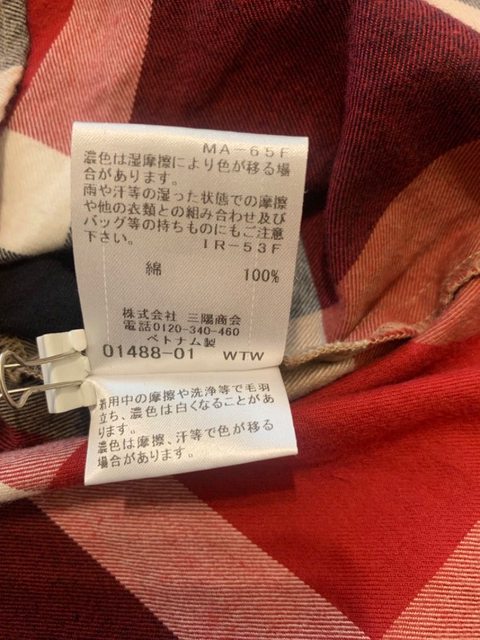 MA-65F
濃色は湿摩擦により色が移る場
合があります。
雨や汗等の湿った状態での摩擦
や他の衣類との組み合わせ及び
バッグ等の持ちものにもご注意
下さい。 IR-53F
綿 100%
株式会社 三陽商会
電話0120-340-460
ベトナム製
01488-01 WTW
着用中の摩擦や洗浄等で毛羽
立ち、濃色は白くなることがあ
ります。
濃色は摩擦、汗等で色が移る
場合があります。